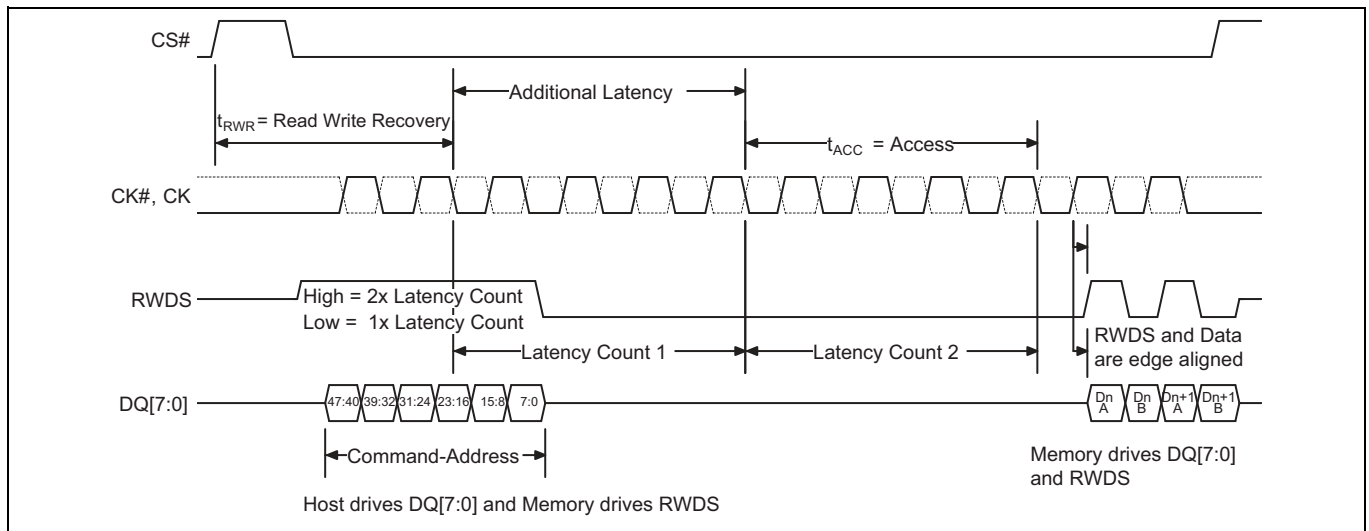 CS#
Additional Latency
tRWR = Read Write Recovery
tACC = Access
CK#, CK
RWDS
High = 2x Latency Count
Low = 1x Latency Count
RWDS and Data
are edge aligned
Latency Count 1
Latency Count 2
DQ[7:0]
47:40 39:32 31:24 23:16 15:8 7:0
Dn Dn Dn+1 Dn+1
A B A B
Command-Address
Memory drives DQ[7:0]
and RWDS
Host drives DQ[7:0] and Memory drives RWDS